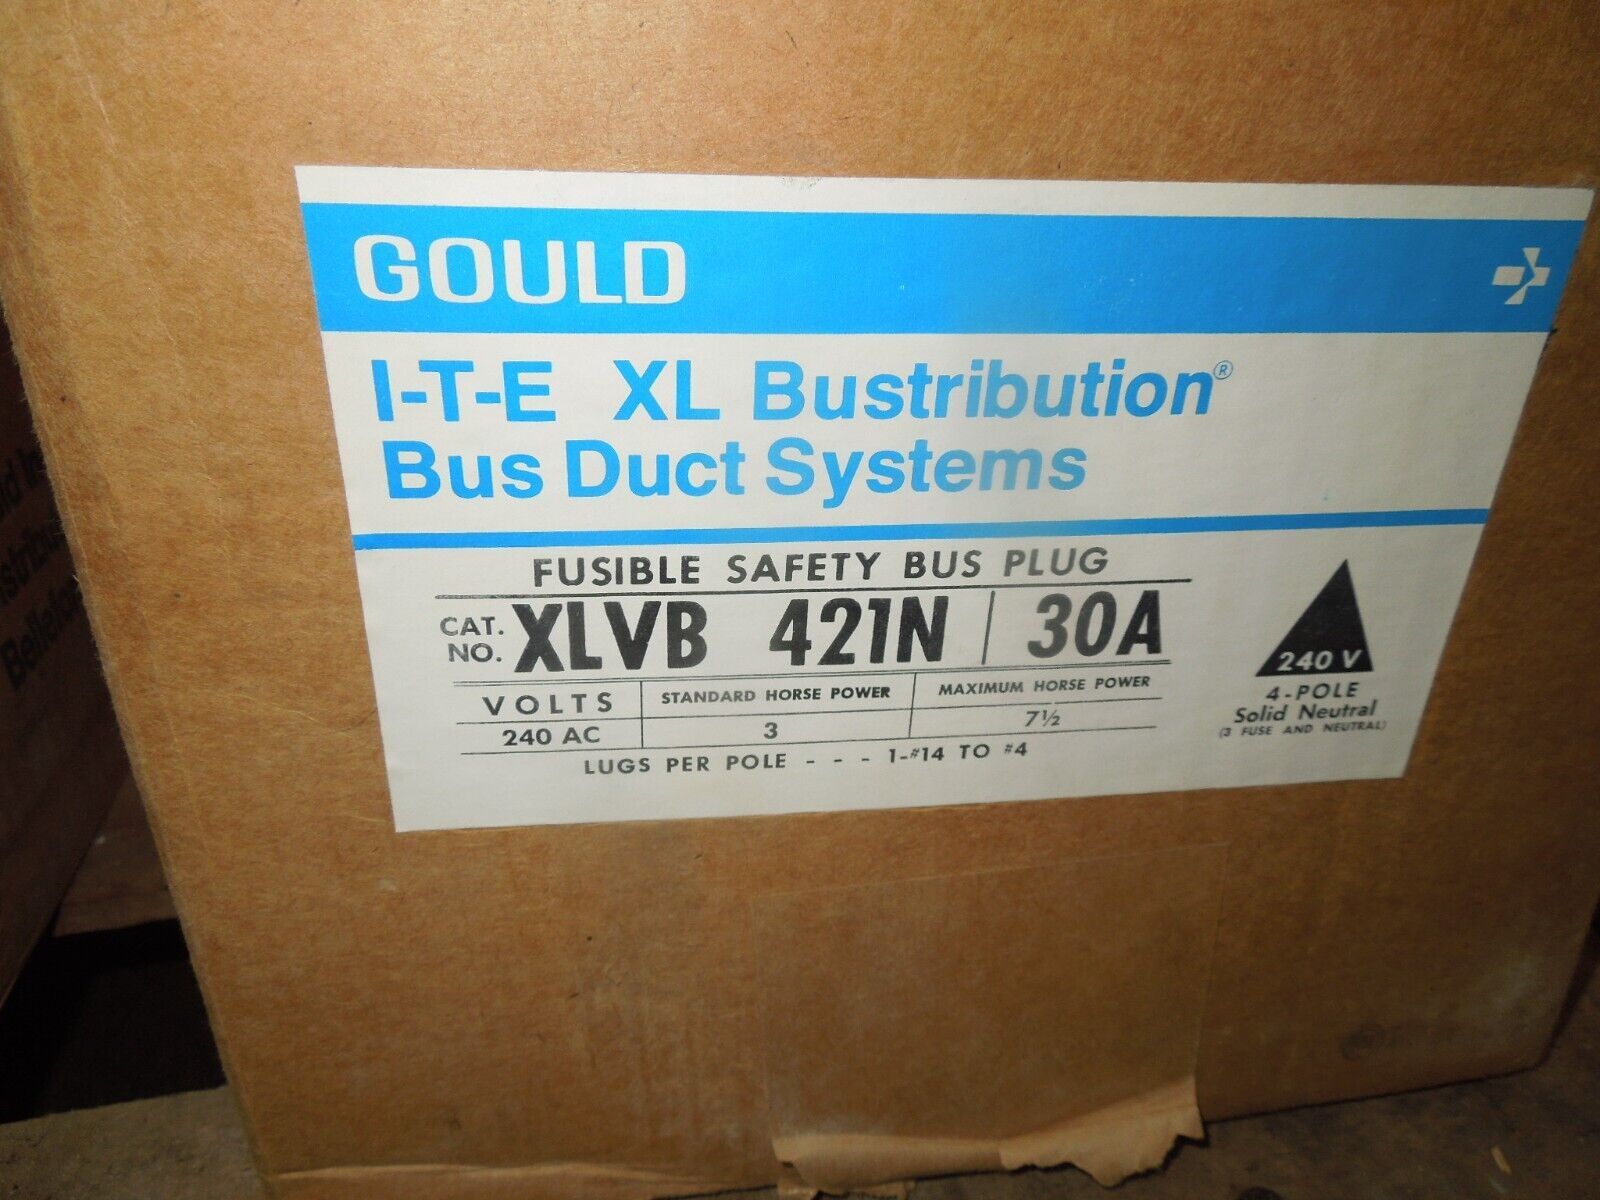 GOULD
I-T-E XL Bustribution®
Bus Duct Systems
FUSIBLE SAFETY BUS PLUG
CAT. NO. XLVB 421N / 30A
VOLTS STANDARD HORSE POWER MAXIMUM HORSE POWER
240 AC 3 7½
LUGS PER POLE - - - 1-#14 TO #4
240 V
4-POLE
Solid Neutral
(3 FUSE AND NEUTRAL)